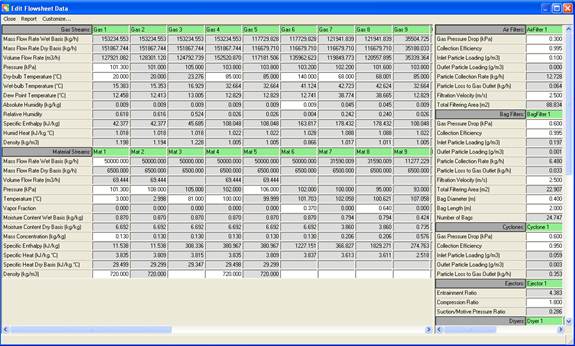 Edit Flowsheet Data
Close Report Customize...
Gas Streams Gas 1 Gas 2 Gas 3 Gas 4 Gas 5 Gas 6 Gas 7 Gas 8 Gas 9
Mass Flow Rate Wet Basis (kg/h) 153234.553 153234.553 153234.553 153234.553 117729.828 117729.828 117729.828 117729.828 35504.725
Mass Flow Rate Dry Basis (kg/h) 151867.744 151867.744 151867.744 151867.744 116679.710 116679.710 116679.710 116679.710 35188.033
Volume Flow Rate (m3/h) 127921.082 128301.120 124792.739 152520.870 117181.506 135962.623 119849.773 120557.895 35339.364
Pressure (kPa) 101.300 101.000 105.000 103.000 103.000 103.200 102.200 101.600 103.000
Dry-bulb Temperature (°C) 20.000 20.000 23.276 85.000 85.000 140.000 68.000 68.001 85.000
Wet-bulb Temperature (°C) 15.383 15.353 16.929 32.664 32.664 41.124 42.723 42.624 32.664
Dew Point Temperature (°C) 12.458 12.413 13.005 12.829 12.829 12.741 38.774 38.665 12.829
Absolute Humidity (kg/kg) 0.009 0.009 0.009 0.009 0.009 0.009 0.045 0.045 0.009
Relative Humidity 0.618 0.616 0.524 0.026 0.026 0.004 0.242 0.240 0.026
Specific Enthalpy (kJ/kg) 42.377 42.377 45.685 108.048 108.048 163.817 178.432 178.432 108.048
Humid Heat (kJ/kg.°C) 1.018 1.018 1.018 1.022 1.022 1.028 1.088 1.088 1.022
Density (kg/m3) 1.198 1.194 1.228 1.005 1.005 0.866 1.017 1.011 1.005
Material Streams Mat 1 Mat 2 Mat 3 Mat 4 Mat 5 Mat 6 Mat 7 Mat 8 Mat 9
Mass Flow Rate Wet Basis (kg/h) 50000.000 50000.000 50000.000 50000.000 50000.000 50000.000 31590.009 31590.009 11277.229
Mass Flow Rate Dry Basis (kg/h) 6500.000 6500.000 6500.000 6500.000 6500.000 6500.000 6500.000 6500.000 6500.000
Volume Flow Rate (m3/h) 69.444 69.444 69.444
Pressure (kPa) 101.300 108.000 105.000 102.000 106.000 102.000 100.000 95.000 93.000
Temperature (°C) 3.000 2.998 81.000 100.000 99.999 101.703 102.058 100.621 107.058
Vapor Fraction 0.000 0.000 0.000 0.000 0.000 0.370 0.000 0.640 0.000
Moisture Content Wet Basis (kg/kg) 0.870 0.870 0.870 0.870 0.870 0.870 0.794 0.794 0.424
Moisture Content Dry Basis (kg/kg) 6.692 6.692 6.692 6.692 6.692 6.692 3.860 3.860 0.735
Mass Concentration (kg/kg) 0.130 0.130 0.130 0.130 0.130 0.130 0.206 0.206 0.576
Specific Enthalpy (kJ/kg) 11.538 11.538 308.336 380.967 380.967 1227.151 366.827 1829.271 274.763
Specific Heat (kJ/kg.°C) 3.835 3.809 3.815 3.835 3.809 3.837 3.613 3.611 2.518
Specific Heat Dry Basis (kJ/kg.°C) 29.499 29.299 29.347 29.498 29.299
Density (kg/m3) 720.000 720.000 720.000
Air Filters AirFilter 1
Gas Pressure Drop (kPa) 0.300
Collection Efficiency 0.995
Inlet Particle Loading (g/m3) 0.100
Outlet Particle Loading (g/m3) 0.000
Particle Collection Rate (kg/h) 12.728
Particle Loss to Gas Outlet (kg/h) 0.064
Filtration Velocity (m/s) 2.500
Total Filtering Area (m2) 88.834
Bag Filters BagFilter 1
Gas Pressure Drop (kPa) 0.600
Collection Efficiency 0.995
Inlet Particle Loading (g/m3) 0.197
Outlet Particle Loading (g/m3) 0.001
Particle Collection Rate (kg/h) 6.480
Particle Loss to Gas Outlet (kg/h) 0.033
Filtration Velocity (m/s) 2.500
Total Filtering Area (m2) 22.907
Bag Diameter (m) 0.400
Bag Length (m) 2.000
Number of Bags 24.747
Cyclones Cyclone 1
Gas Pressure Drop (kPa) 0.600
Collection Efficiency 0.950
Inlet Particle Loading (g/m3) 0.059
Outlet Particle Loading (g/m3) 0.003
Particle Loss to Gas Outlet (kg/h) 0.353
Ejectors Ejector 1
Entrainment Ratio 4.383
Compression Ratio 1.800
Suction/Motive Pressure Ratio 0.286
Dryers Dryer 1